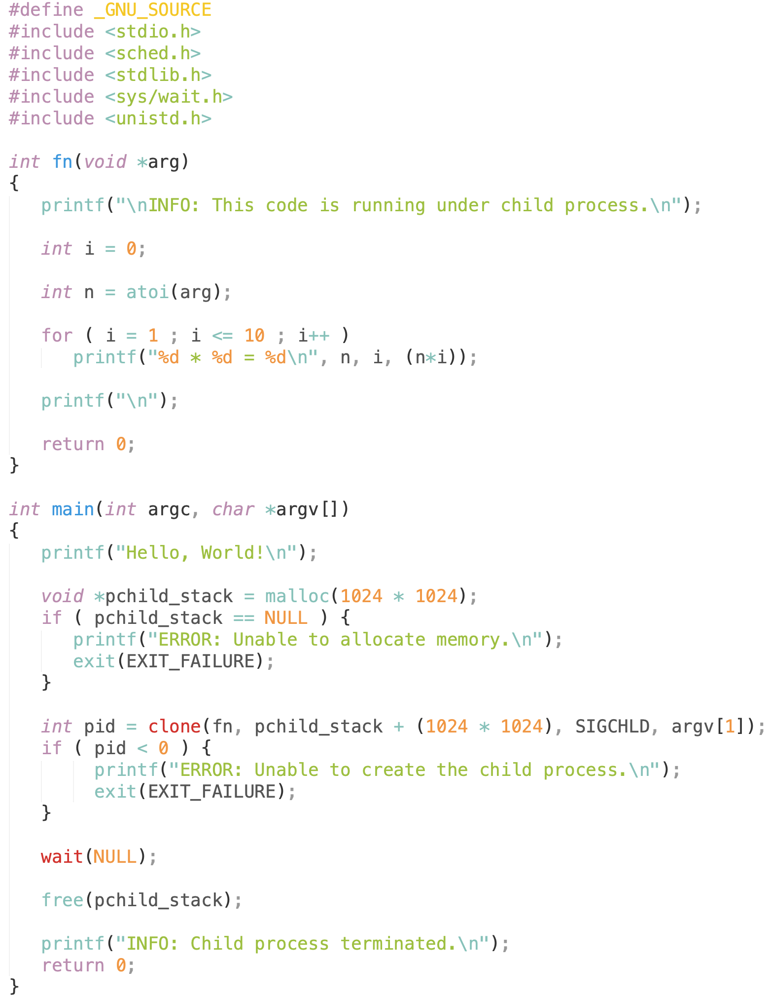 #define _GNU_SOURCE
#include <stdio.h>
#include <sched.h>
#include <stdlib.h>
#include <sys/wait.h>
#include <unistd.h>

int fn(void *arg)
{
   printf("\nINFO: This code is running under child process.\n");

   int i = 0;

   int n = atoi(arg);

   for ( i = 1 ; i <= 10 ; i++ )
      printf("%d * %d = %d\n", n, i, (n*i));

   printf("\n");

   return 0;
}

int main(int argc, char *argv[])
{
   printf("Hello, World!\n");

   void *pchild_stack = malloc(1024 * 1024);
   if ( pchild_stack == NULL ) {
      printf("ERROR: Unable to allocate memory.\n");
      exit(EXIT_FAILURE);
   }

   int pid = clone(fn, pchild_stack + (1024 * 1024), SIGCHLD, argv[1]);
   if ( pid < 0 ) {
        printf("ERROR: Unable to create the child process.\n");
        exit(EXIT_FAILURE);
   }

   wait(NULL);

   free(pchild_stack);

   printf("INFO: Child process terminated.\n");
   return 0;
}